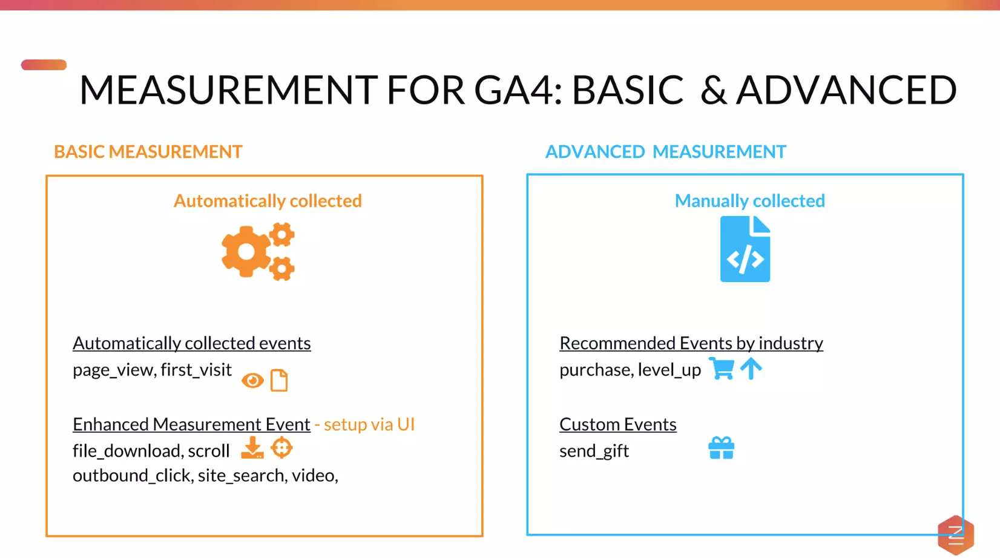 MEASUREMENT FOR GA4: BASIC & ADVANCED
BASIC MEASUREMENT
Automatically collected
Automatically collected events
page_view, first_visit
Enhanced Measurement Event - setup via UI
file_download, scroll
outbound_click, site_search, video,
ADVANCED MEASUREMENT
Manually collected
</>
Recommended Events by industry
purchase, level_up
Custom Events
send_gift